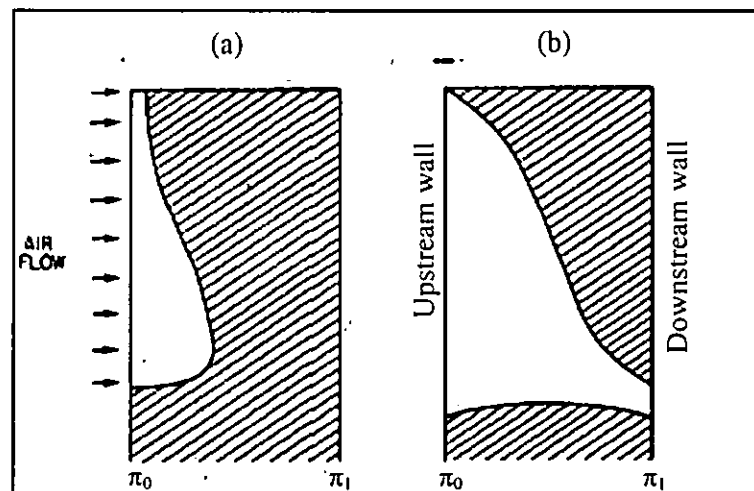 (a)
(b)
AIR
FLOW
Upstream wall
Downstream wall
π₀
π₁
π₀
π₁